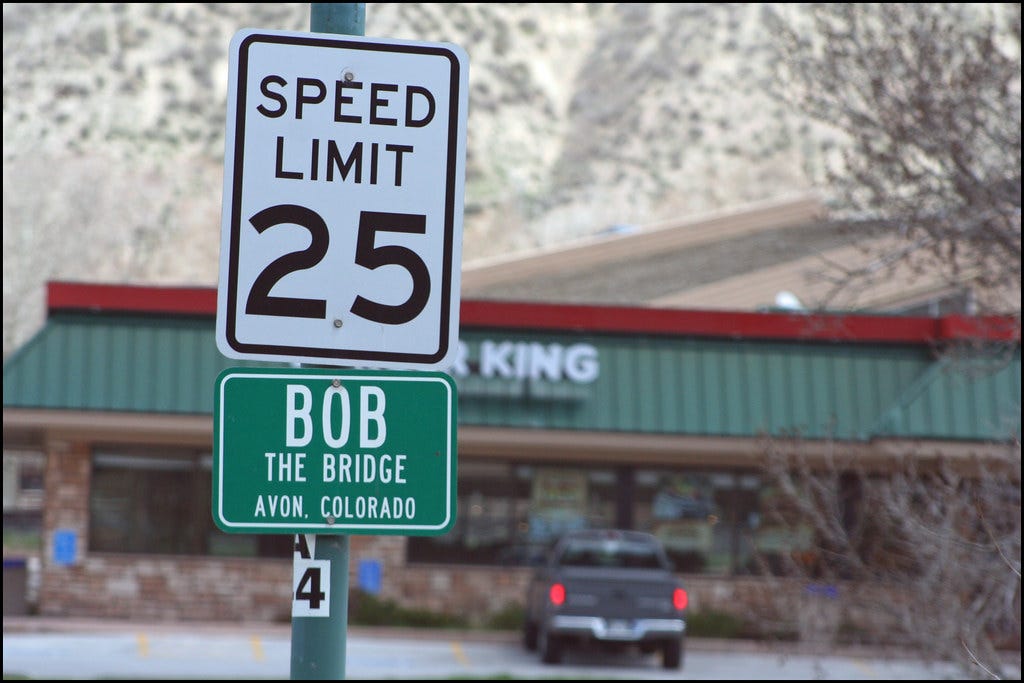 SPEED
LIMIT
25
KING
BOB
THE BRIDGE
AVON, COLORADO
A
4